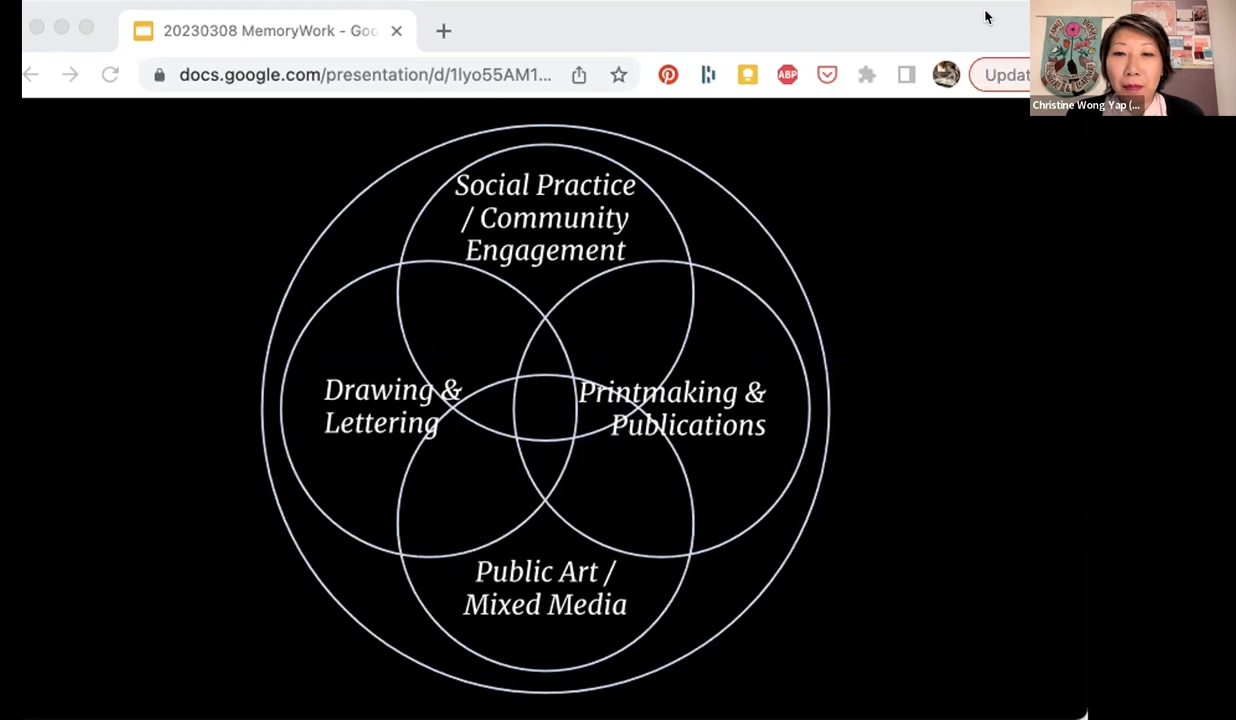 20230308 MemoryWork - Goo
docs.google.com/presentation/d/1lyo55AM1...
ABP
Updat
Christine Wong Yap (...
Social Practice
/ Community
Engagement
Drawing &
Lettering
Printmaking &
Publications
Public Art /
Mixed Media